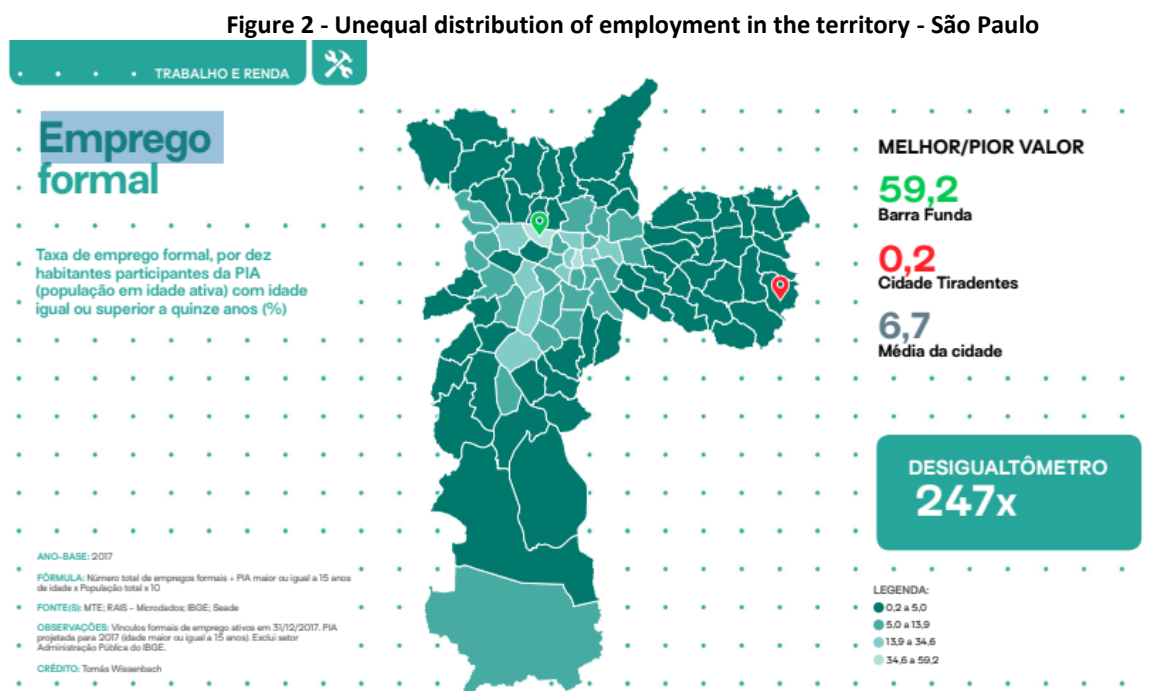 Figure 2 - Unequal distribution of employment in the territory - São Paulo
TRABALHO E RENDA
Emprego
formal
Taxa de emprego formal, por dez
habitantes participantes da PIA
(população em idade ativa) com idade
igual ou superior a quinze anos (%)
ANO-BASE: 2017
FÓRMULA: Número total de empregos formais ÷ PIA maior ou igual a 15 anos
de idade x População total x 10
FONTE(S): MTE; RAIS - Microdados; IBGE; Seade
OBSERVAÇÕES: Vínculos formais de emprego ativos em 31/12/2017. PIA
projetada para 2017 (idade maior ou igual a 15 anos). Exclui setor
Administração Pública do IBGE.
CRÉDITO: Tomás Wissenbach
MELHOR/PIOR VALOR
59,2
Barra Funda
0,2
Cidade Tiradentes
6,7
Média da cidade
DESIGUALTÔMETRO
247x
LEGENDA:
0,2 a 5,0
5,0 a 13,9
13,9 a 34,6
34,6 a 59,2